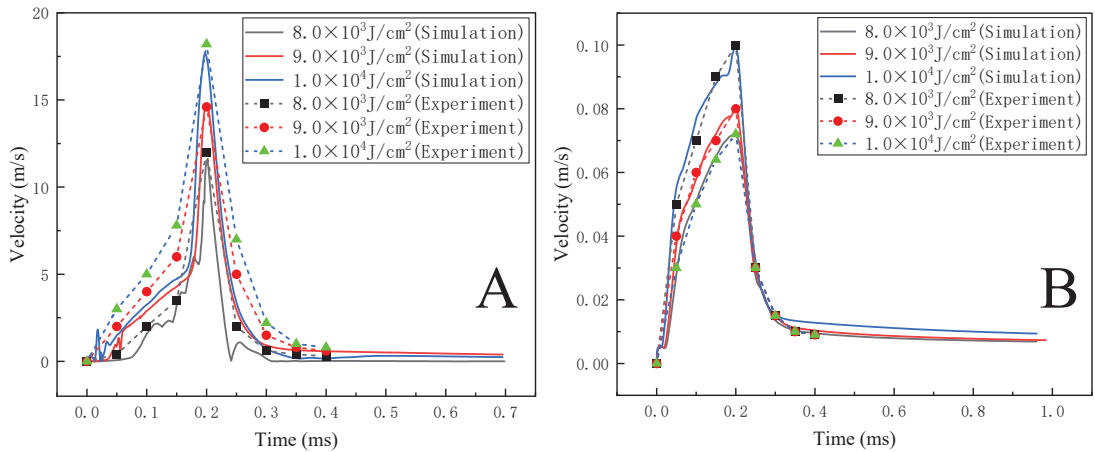 20
15
10
5
0
Velocity (m/s)
8.0×10³J/cm²(Simulation)
9.0×10³J/cm²(Simulation)
1.0×10⁴J/cm²(Simulation)
8.0×10³J/cm²(Experiment)
9.0×10³J/cm²(Experiment)
1.0×10⁴J/cm²(Experiment)
A
0.0 0.1 0.2 0.3 0.4 0.5 0.6 0.7
Time (ms)
0.10
0.08
0.06
0.04
0.02
0.00
Velocity (m/s)
8.0×10³J/cm²(Simulation)
9.0×10³J/cm²(Simulation)
1.0×10⁴J/cm²(Simulation)
8.0×10³J/cm²(Experiment)
9.0×10³J/cm²(Experiment)
1.0×10⁴J/cm²(Experiment)
B
0.0 0.2 0.4 0.6 0.8 1.0
Time (ms)